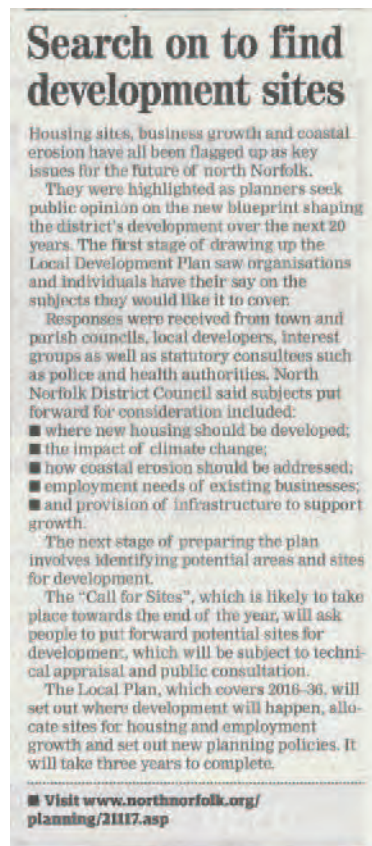 Search on to find
development sites
Housing sites, business growth and coastal
erosion have all been flagged up as key
issues for the future of north Norfolk.
They were highlighted as planners seek
public opinion on the new blueprint shaping
the district's development over the next 20
years. The first stage of drawing up the
Local Development Plan saw organisations
and individuals have their say on the
subjects they would like it to cover.
Responses were received from town and
parish councils, local developers, interest
groups as well as statutory consultees such
as police and health authorities. North
Norfolk District Council said subjects put
forward for consideration included:
■ where new housing should be developed;
■ the impact of climate change;
■ how coastal erosion should be addressed;
■ employment needs of existing businesses;
■ and provision of infrastructure to support
growth.
The next stage of preparing the plan
involves identifying potential areas and sites
for development.
The "Call for Sites", which is likely to take
place towards the end of the year, will ask
people to put forward potential sites for
development, which will be subject to techni-
cal appraisal and public consultation.
The Local Plan, which covers 2016-36, will
set out where development will happen, allo-
cate sites for housing and employment
growth and set out new planning policies. It
will take three years to complete.
■ Visit www.northnorfolk.org/
planning/21117.asp